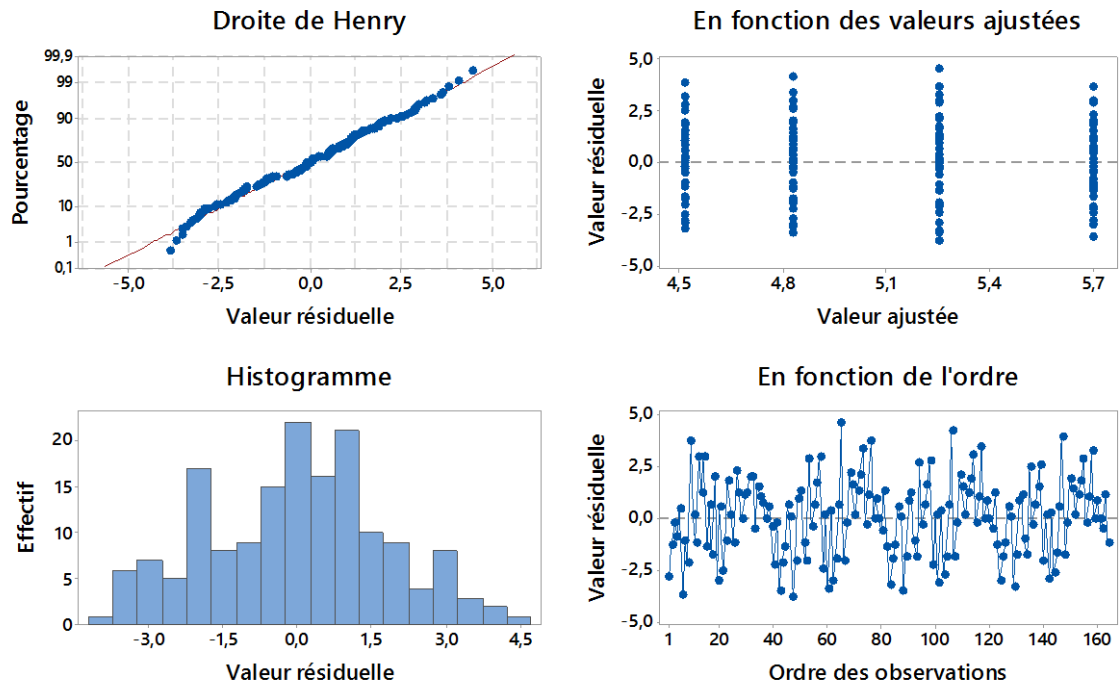 Droite de Henry
Pourcentage
99,9
99
90
50
10
1
0,1
-5,0 -2,5 0,0 2,5 5,0
Valeur résiduelle
En fonction des valeurs ajustées
Valeur résiduelle
5,0
2,5
0,0
-2,5
-5,0
4,5 4,8 5,1 5,4 5,7
Valeur ajustée
Histogramme
Effectif
20
15
10
5
0
-3,0 -1,5 0,0 1,5 3,0 4,5
Valeur résiduelle
En fonction de l'ordre
Valeur résiduelle
5,0
2,5
0,0
-2,5
-5,0
1 20 40 60 80 100 120 140 160
Ordre des observations